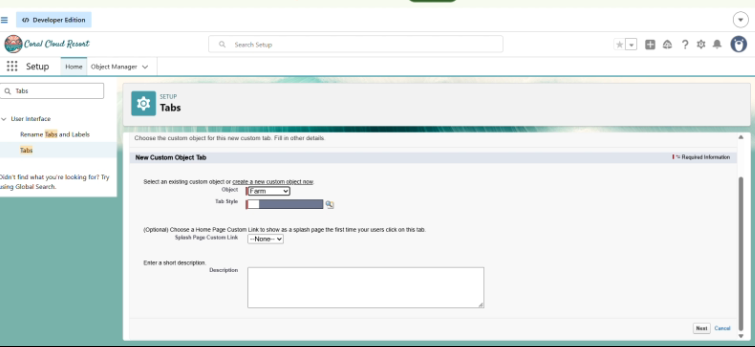 Developer Edition
Coral Cloud Resort
Search Setup
Setup
Home
Object Manager
Tabs
User Interface
Rename Tabs and Labels
Tabs
Didn't find what you're looking for? Try
using Global Search.
SETUP
Tabs
Choose the custom object for this new custom tab. Fill in other details.
New Custom Object Tab
= Required Information
Select an existing custom object or create a new custom object now.
Object Farm
Tab Style
(Optional) Choose a Home Page Custom Link to show as a splash page the first time your users click on this tab.
Splash Page Custom Link --None--
Enter a short description.
Description
Next Cancel